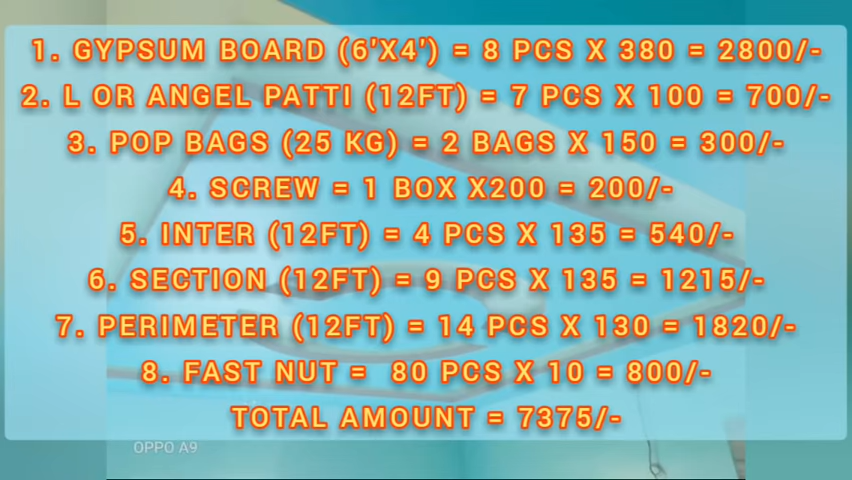 1. GYPSUM BOARD (6'X4') = 8 PCS X 380 = 2800/-
2. L OR ANGEL PATTI (12FT) = 7 PCS X 100 = 700/-
3. POP BAGS (25 KG) = 2 BAGS X 150 = 300/-
4. SCREW = 1 BOX X200 = 200/-
5. INTER (12FT) = 4 PCS X 135 = 540/-
6. SECTION (12FT) = 9 PCS X 135 = 1215/-
7. PERIMETER (12FT) = 14 PCS X 130 = 1820/-
8. FAST NUT = 80 PCS X 10 = 800/-
TOTAL AMOUNT = 7375/-
OPPO A9